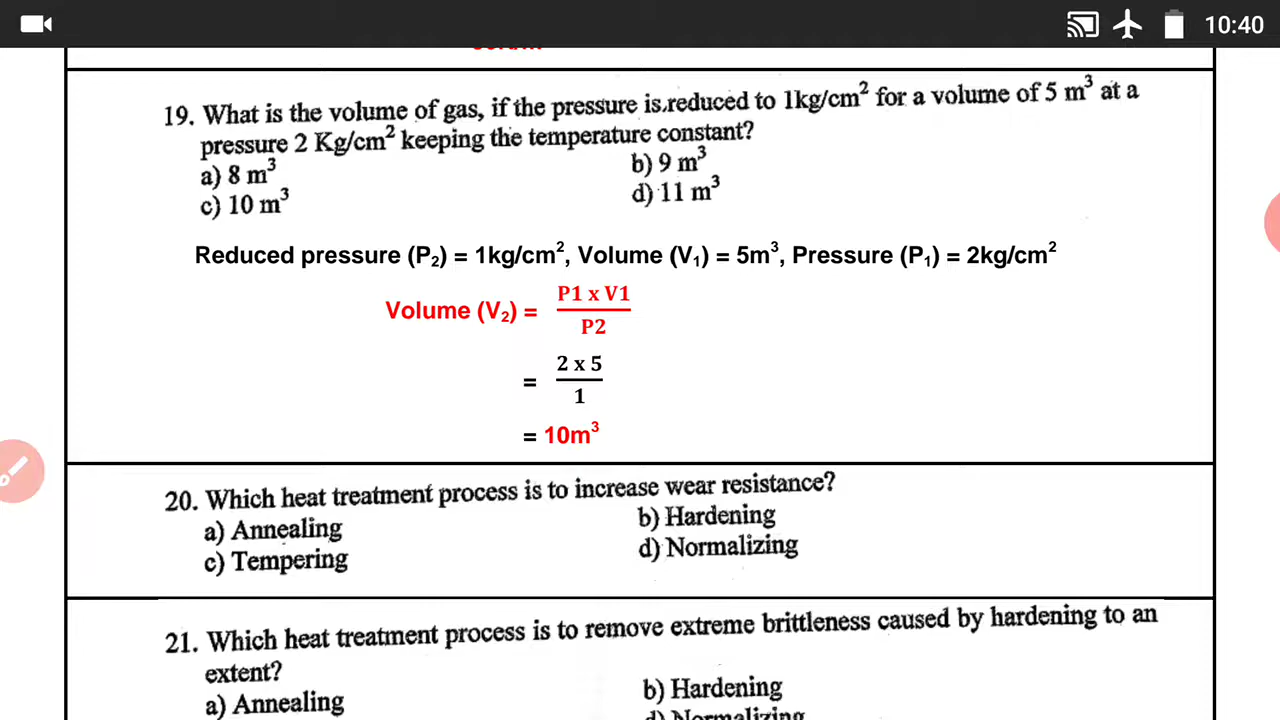 10:40
19. What is the volume of gas, if the pressure is reduced to 1kg/cm² for a volume of 5 m³ at a
pressure 2 Kg/cm² keeping the temperature constant?
a) 8 m³ b) 9 m³
c) 10 m³ d) 11 m³
Reduced pressure (P₂) = 1kg/cm², Volume (V₁) = 5m³, Pressure (P₁) = 2kg/cm²
Volume (V₂) = P1 x V1
P2
= 2 x 5
1
= 10m³
20. Which heat treatment process is to increase wear resistance?
a) Annealing b) Hardening
c) Tempering d) Normalizing
21. Which heat treatment process is to remove extreme brittleness caused by hardening to an
extent?
a) Annealing b) Hardening
d) Normalizing